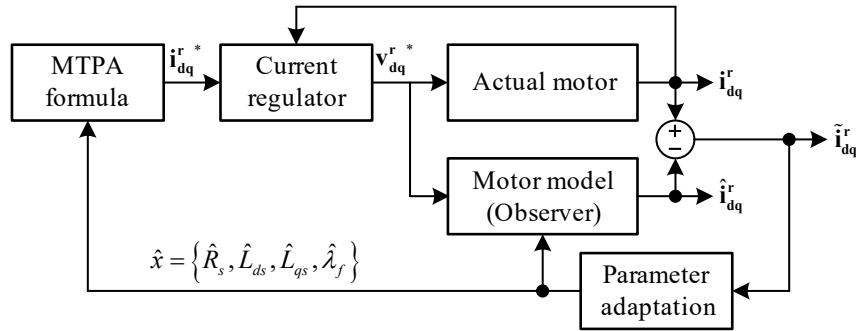 MTPA
formula
i_dq^r *
Current
regulator
v_dq^r *
Actual motor
i_dq^r
+
−
ĩ_dq^r
Motor model
(Observer)
î_dq^r
x̂ = {R̂_s, L̂_ds, L̂_qs, λ̂_f}
Parameter
adaptation